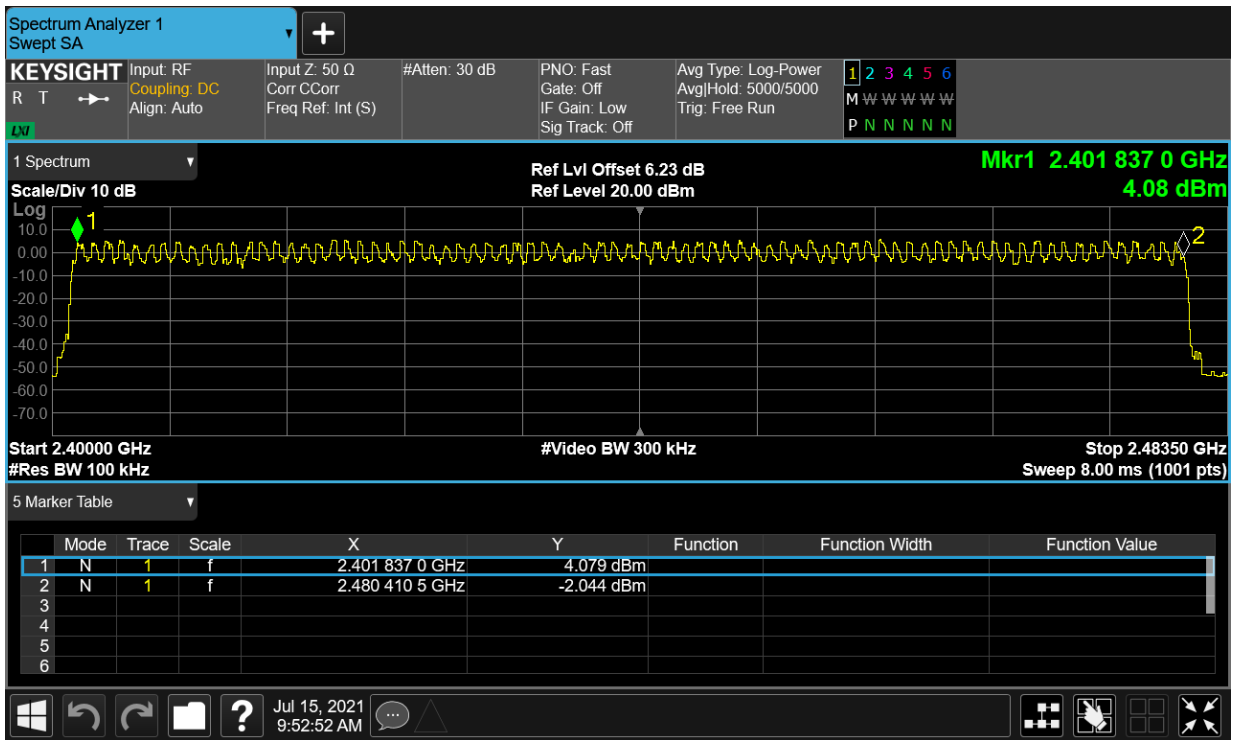 Spectrum Analyzer 1
Swept SA
KEYSIGHT Input: RF Input Z: 50 Ω #Atten: 30 dB PNO: Fast Avg Type: Log-Power 1 2 3 4 5 6
R T Coupling: DC Corr CCorr Gate: Off Avg|Hold: 5000/5000 M W W W W W
Align: Auto Freq Ref: Int (S) IF Gain: Low Trig: Free Run
LXI Sig Track: Off P N N N N N
1 Spectrum Ref Lvl Offset 6.23 dB Mkr1 2.401 837 0 GHz
Scale/Div 10 dB Ref Level 20.00 dBm 4.08 dBm
Log
1
10.0
2
0.00
-10.0
-20.0
-30.0
-40.0
-50.0
-60.0
-70.0
Start 2.40000 GHz #Video BW 300 kHz Stop 2.48350 GHz
#Res BW 100 kHz Sweep 8.00 ms (1001 pts)
5 Marker Table
Mode Trace Scale X Y Function Function Width Function Value
1 N 1 f 2.401 837 0 GHz 4.079 dBm
2 N 1 f 2.480 410 5 GHz -2.044 dBm
3
4
5
6
? Jul 15, 2021
9:52:52 AM